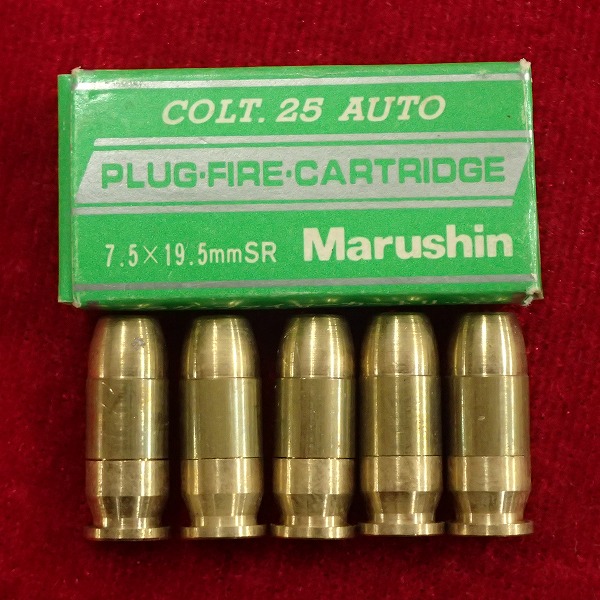 COLT. 25 AUTO
PLUG·FIRE·CARTRIDGE
7.5×19.5mmSR Marushin